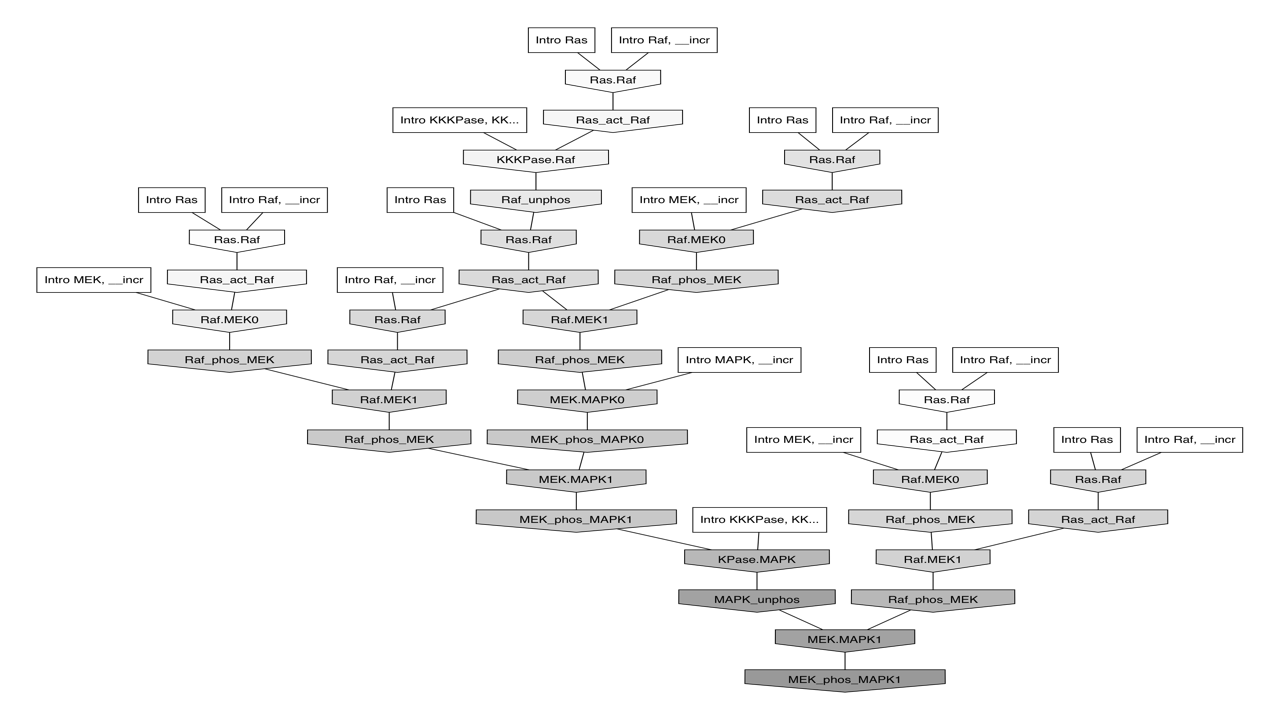 Intro Ras
Intro Raf, __incr
Ras.Raf
Intro KKKPase, KK...
Ras_act_Raf
Intro Ras
Intro Raf, __incr
KKKPase.Raf
Ras.Raf
Intro Ras
Intro Raf, __incr
Intro Ras
Raf_unphos
Intro MEK, __incr
Ras_act_Raf
Ras.Raf
Ras.Raf
Raf.MEK0
Intro MEK, __incr
Ras_act_Raf
Intro Raf, __incr
Ras_act_Raf
Raf_phos_MEK
Raf.MEK0
Ras.Raf
Raf.MEK1
Raf_phos_MEK
Ras_act_Raf
Raf_phos_MEK
Intro MAPK, __incr
Intro Ras
Intro Raf, __incr
Raf.MEK1
MEK.MAPK0
Ras.Raf
Raf_phos_MEK
MEK_phos_MAPK0
Intro MEK, __incr
Ras_act_Raf
Intro Ras
Intro Raf, __incr
MEK.MAPK1
Raf.MEK0
Ras.Raf
MEK_phos_MAPK1
Intro KKKPase, KK...
Raf_phos_MEK
Ras_act_Raf
KPase.MAPK
Raf.MEK1
MAPK_unphos
Raf_phos_MEK
MEK.MAPK1
MEK_phos_MAPK1